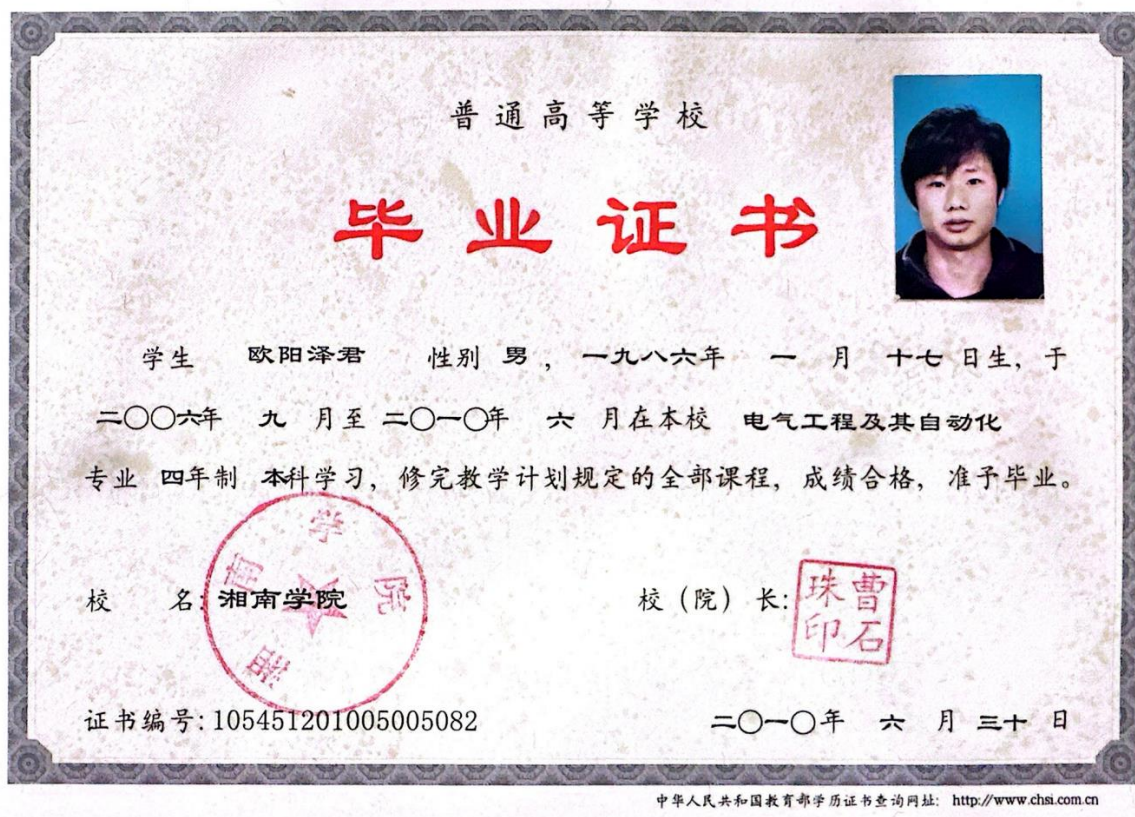 普通高等学校
毕业证书
学生 欧阳泽君 性别 男，一九八六年 一 月 十七 日生，于
二〇〇六年 九 月至 二〇一〇年 六 月在本校 电气工程及其自动化
专业 四年制 本科学习，修完教学计划规定的全部课程，成绩合格，准予毕业。
校 名: 湘南学院
湘南学院
校（院）长:
曹石珠印
证书编号: 105451201005005082
二〇一〇年 六 月 三十 日
中华人民共和国教育部学历证书查询网址: http://www.chsi.com.cn